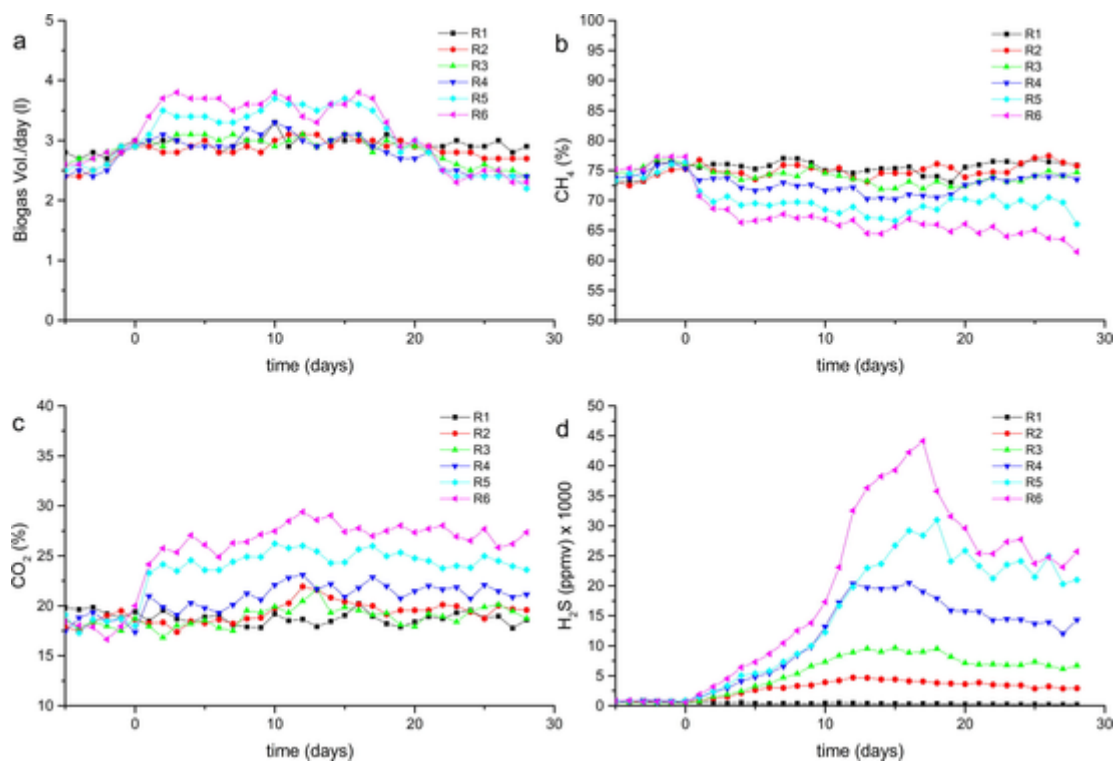 a
5
4
3
2
1
0
Biogas Vol./day (l)
0
10
20
30
time (days)
R1
R2
R3
R4
R5
R6
b
100
95
90
85
80
75
70
65
60
55
50
CH₄ (%)
0
10
20
30
time (days)
R1
R2
R3
R4
R5
R6
c
40
35
30
25
20
15
10
CO₂ (%)
0
10
20
30
time (days)
R1
R2
R3
R4
R5
R6
d
50
45
40
35
30
25
20
15
10
5
0
H₂S (ppmv) x 1000
0
10
20
30
time (days)
R1
R2
R3
R4
R5
R6